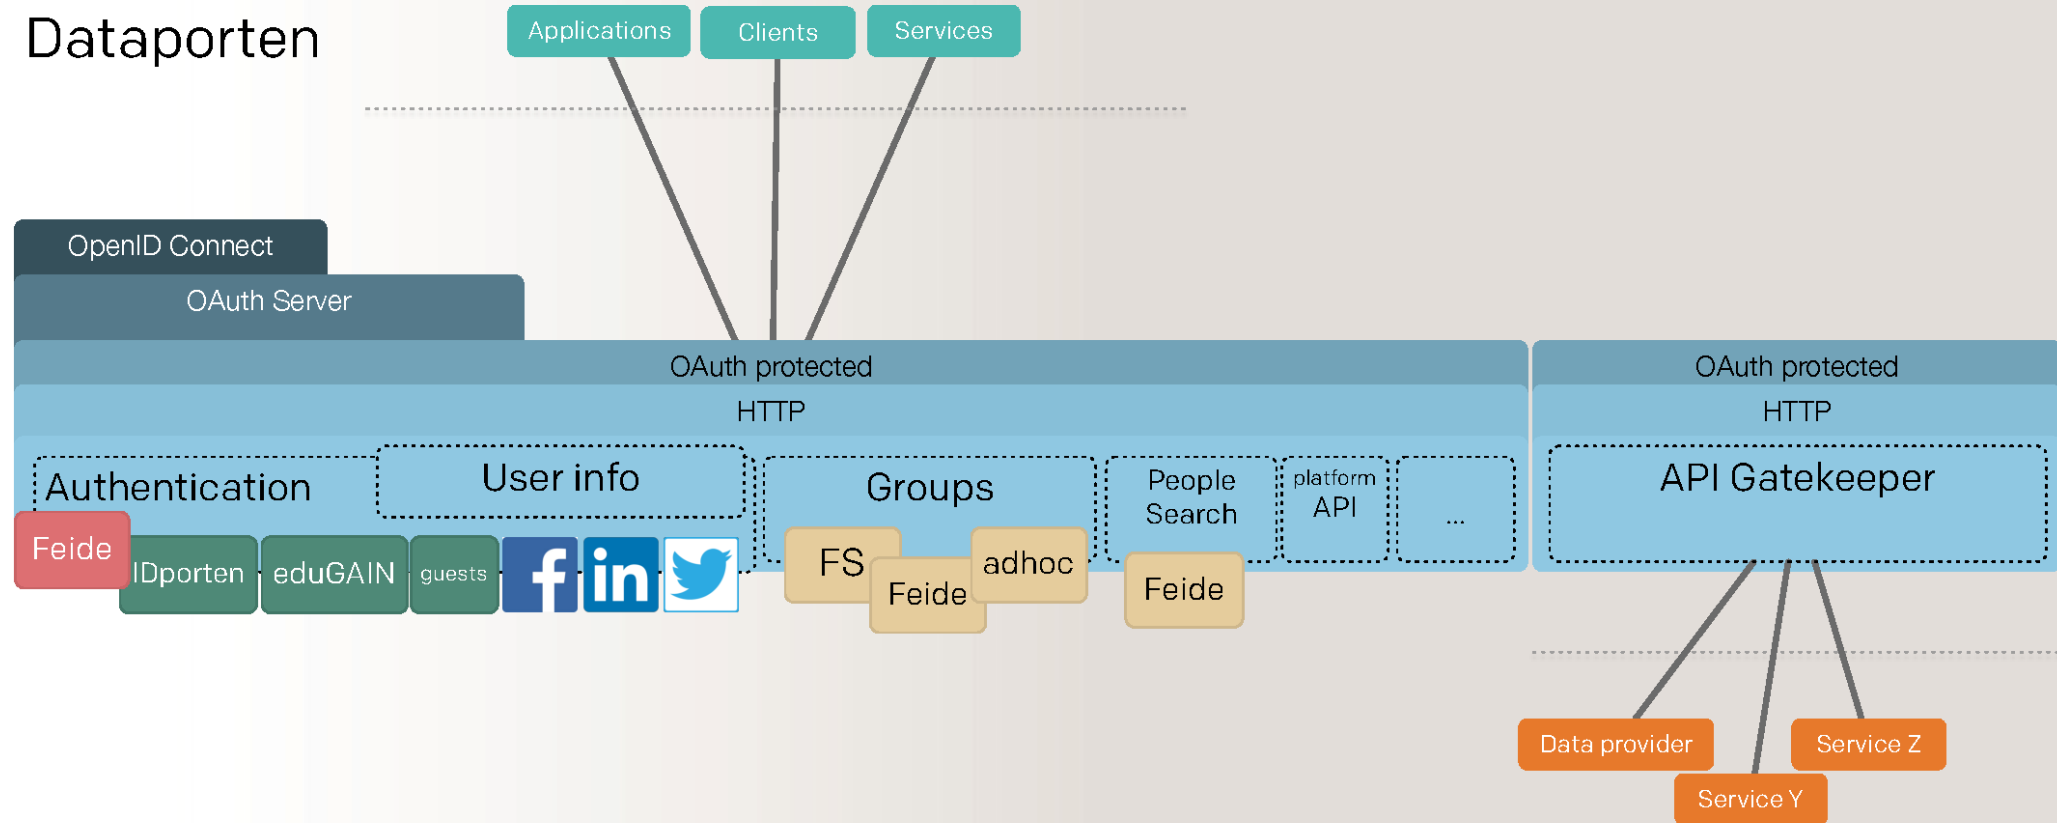 Dataporten
Applications
Clients
Services
OpenID Connect
OAuth Server
OAuth protected
HTTP
Authentication
User info
Groups
People
Search
platform
API
...
Feide
IDporten
eduGAIN
guests
f
in
FS
Feide
adhoc
Feide
OAuth protected
HTTP
API Gatekeeper
Data provider
Service Y
Service Z